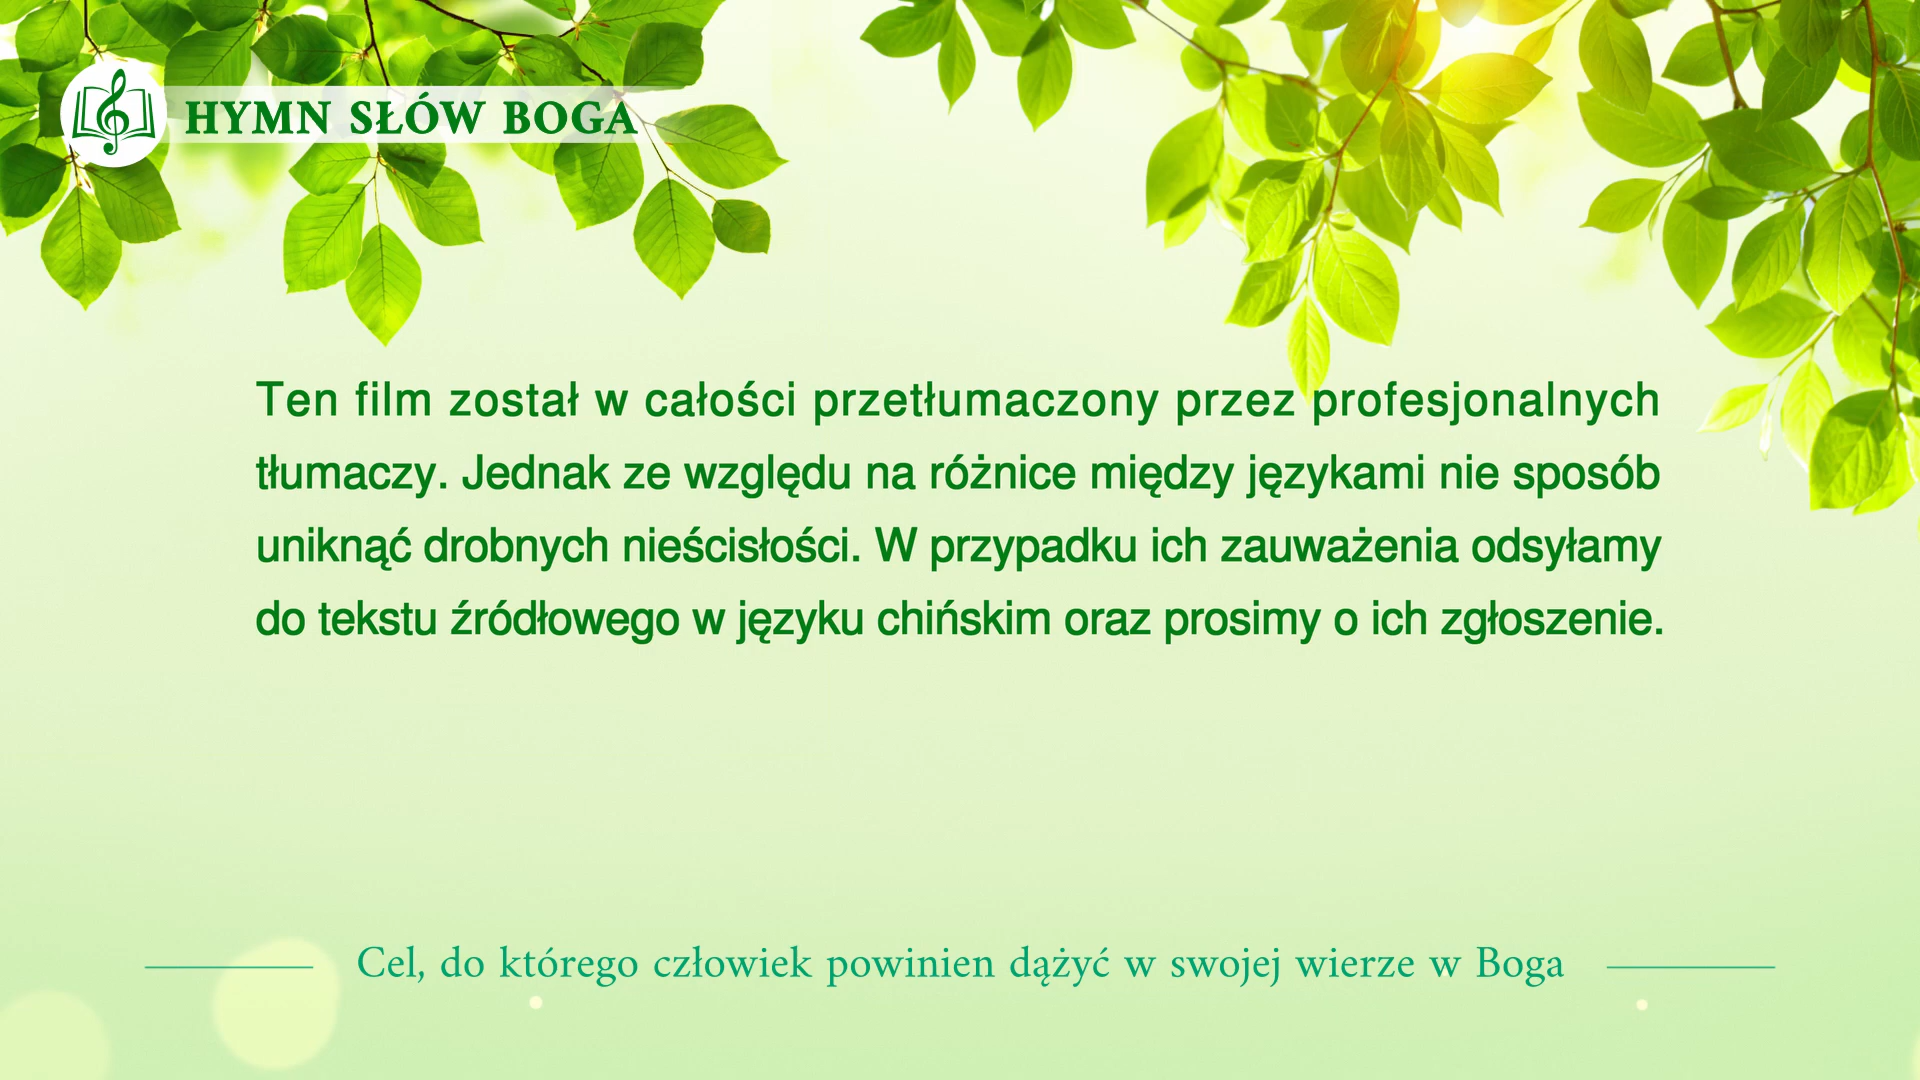 HYMN SŁÓW BOGA
Ten film został w całości przetłumaczony przez profesjonalnych
tłumaczy. Jednak ze względu na różnice między językami nie sposób
uniknąć drobnych nieścisłości. W przypadku ich zauważenia odsyłamy
do tekstu źródłowego w języku chińskim oraz prosimy o ich zgłoszenie.
Cel, do którego człowiek powinien dążyć w swojej wierze w Boga